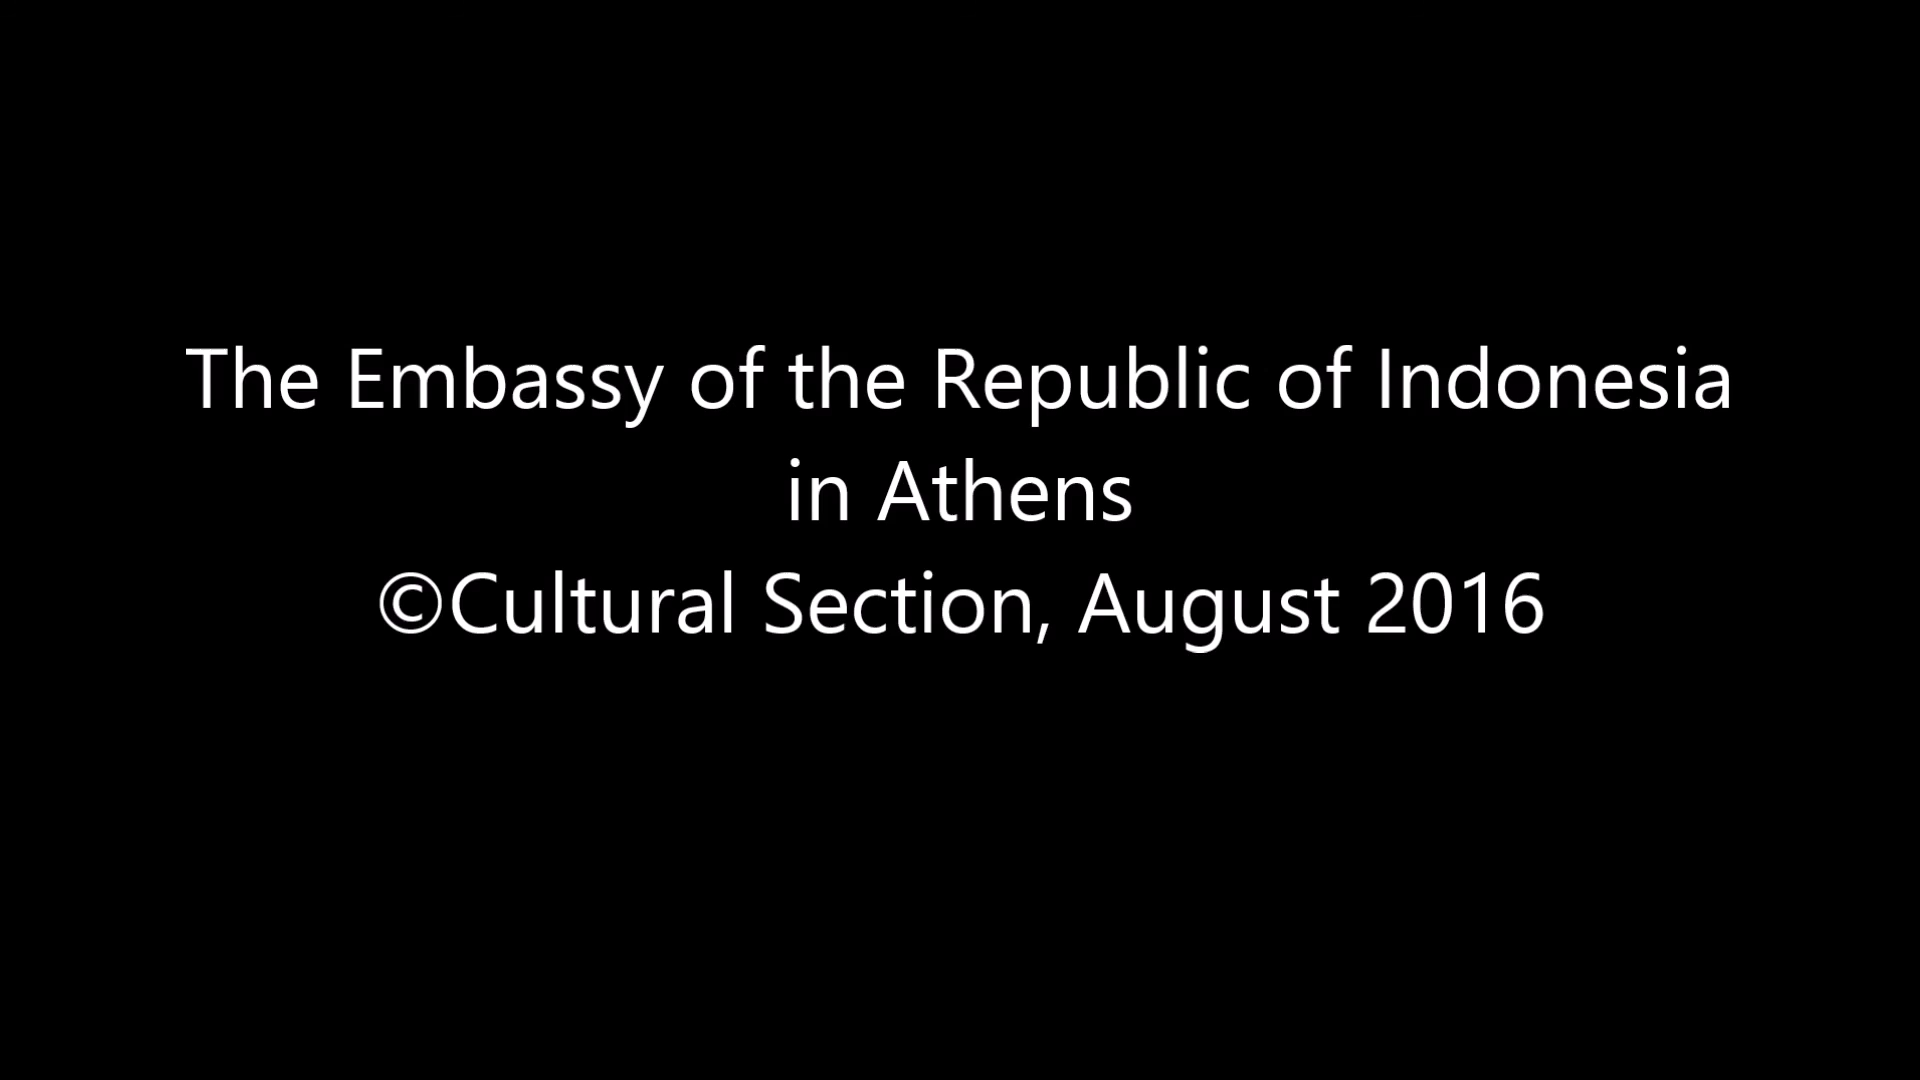 The Embassy of the Republic of Indonesia
in Athens
©Cultural Section, August 2016